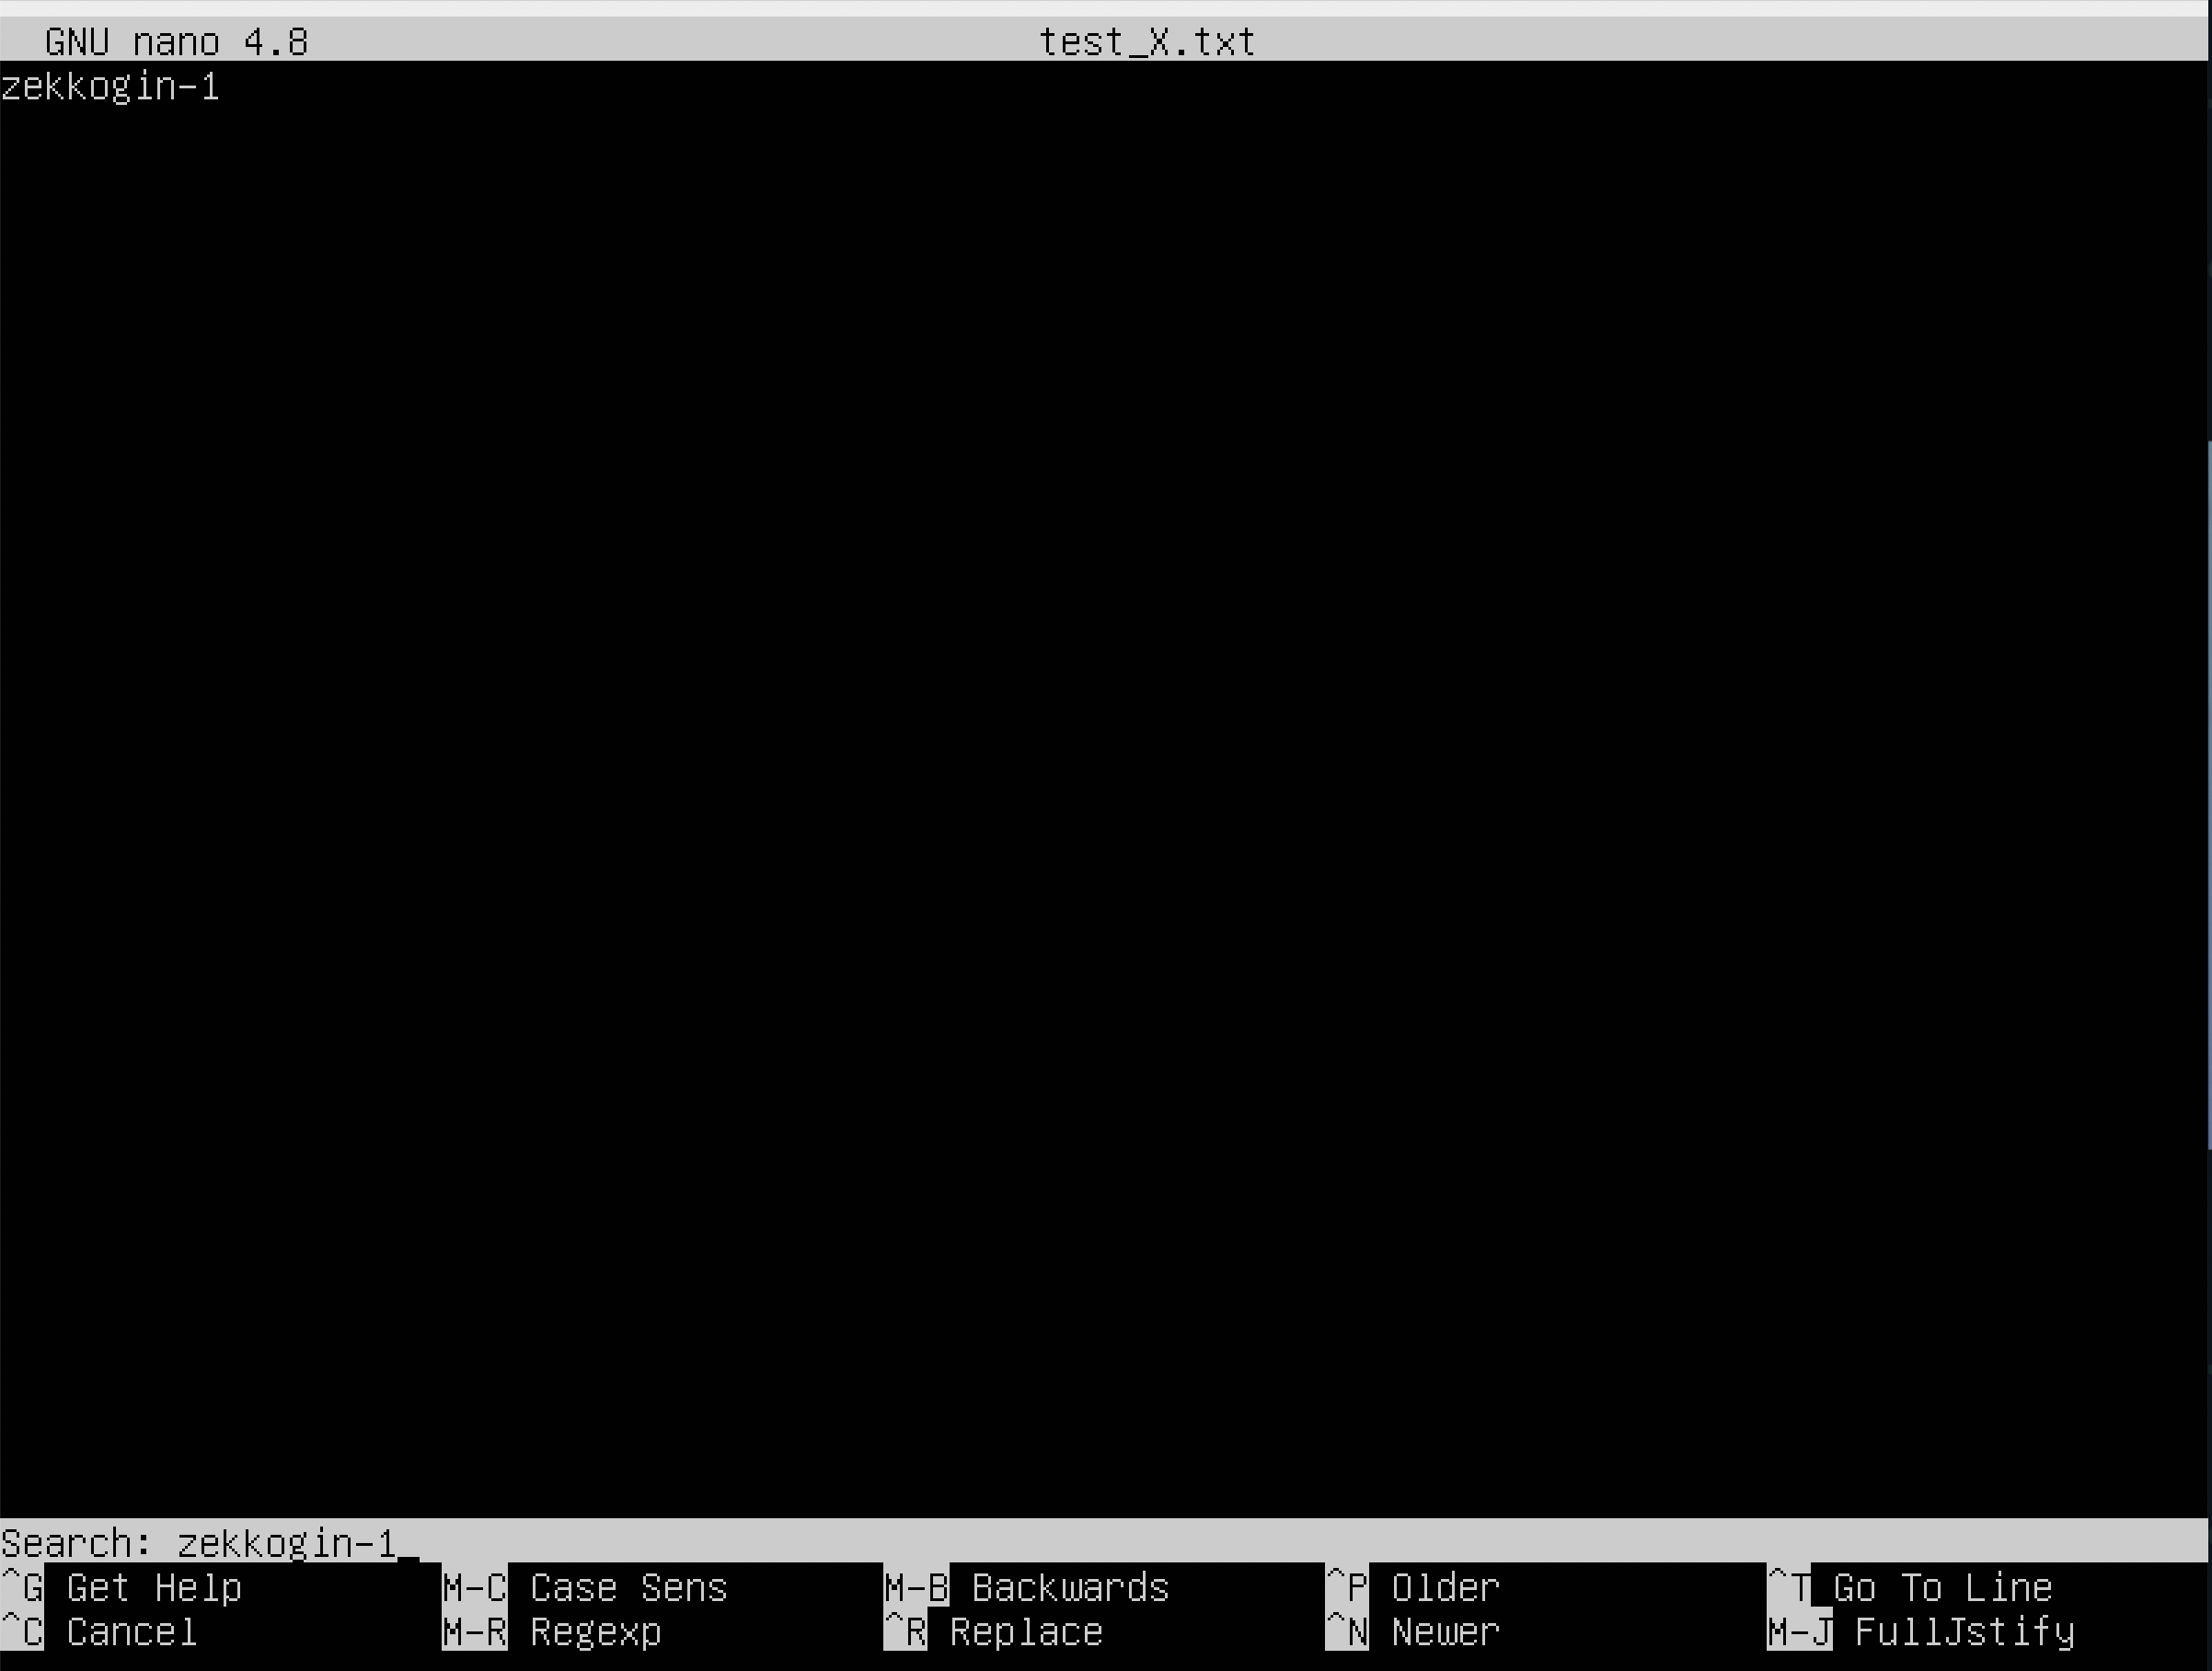 GNU nano 4.8 test_X.txt
zekkogin-1
Search: zekkogin-1
^G Get Help M-C Case Sens M-B Backwards ^P Older ^T Go To Line
^C Cancel M-R Regexp ^R Replace ^N Newer M-J FullJstify